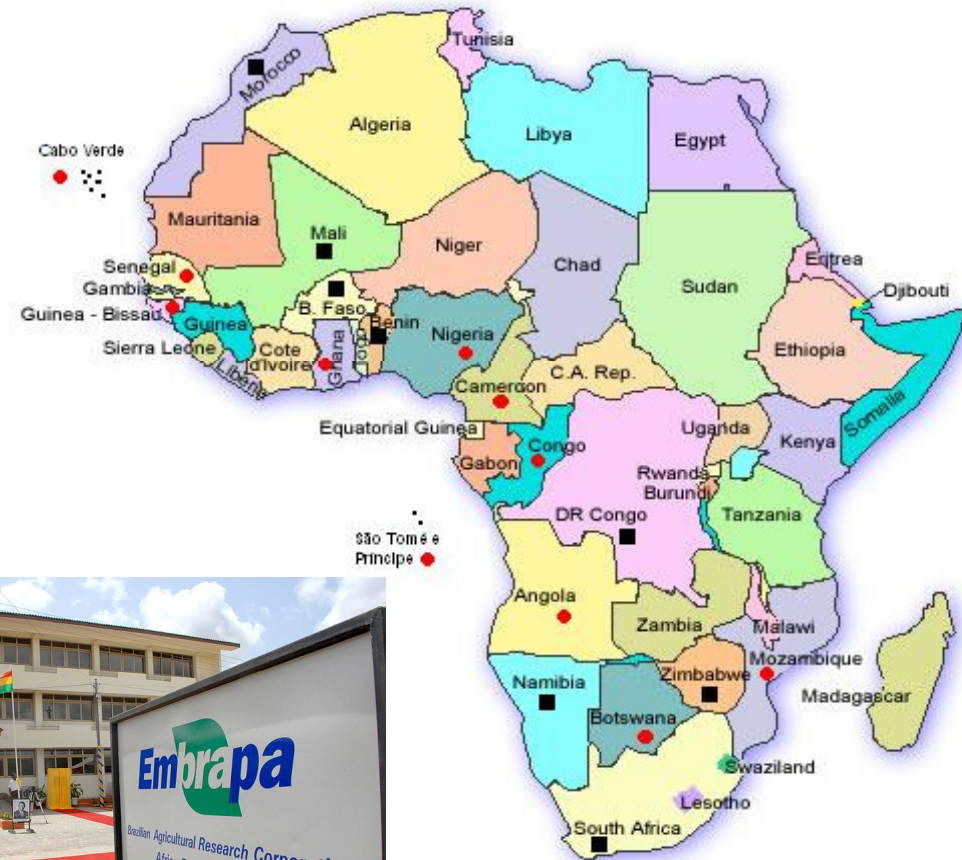 Tunisia
Morocco
Algeria
Libya
Egypt
Cabo Verde
Mauritania
Mali
Niger
Chad
Sudan
Eritrea
Djibouti
Senegal
Gambia
Guinea - Bissau
Guinea
B. Faso
Benin
Nigeria
Sierra Leone
Liberia
Cote
d'Ivoire
Ghana
Togo
Cameroon
C.A. Rep.
Ethiopia
Somalia
Equatorial Guinea
Gabon
Congo
Uganda
Kenya
Rwanda
Burundi
DR Congo
Tanzania
São Tomé e
Príncipe
Angola
Zambia
Malawi
Mozambique
Zimbabwe
Namibia
Botswana
Madagascar
Swaziland
Lesotho
South Africa
Embrapa
Brazilian Agricultural Research